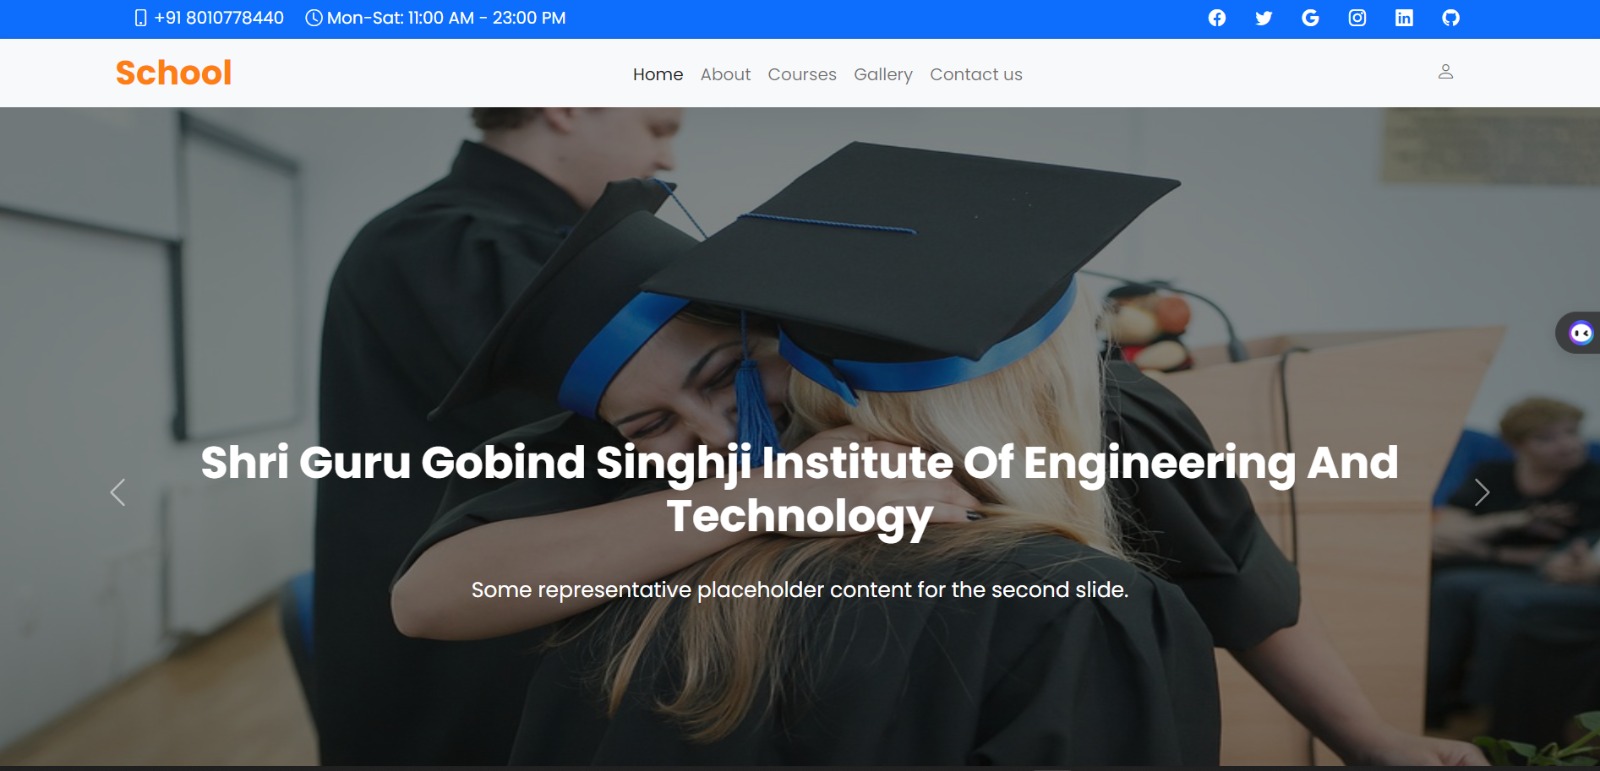 +91 8010778440 Mon-Sat: 11:00 AM - 23:00 PM
School
Home About Courses Gallery Contact us
Shri Guru Gobind Singhji Institute Of Engineering And
Technology
Some representative placeholder content for the second slide.